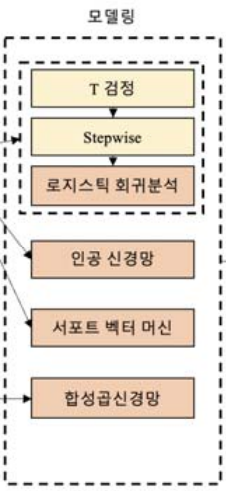 모델링
T 검정
Stepwise
로지스틱 회귀분석
인공 신경망
서포트 벡터 머신
합성곱신경망